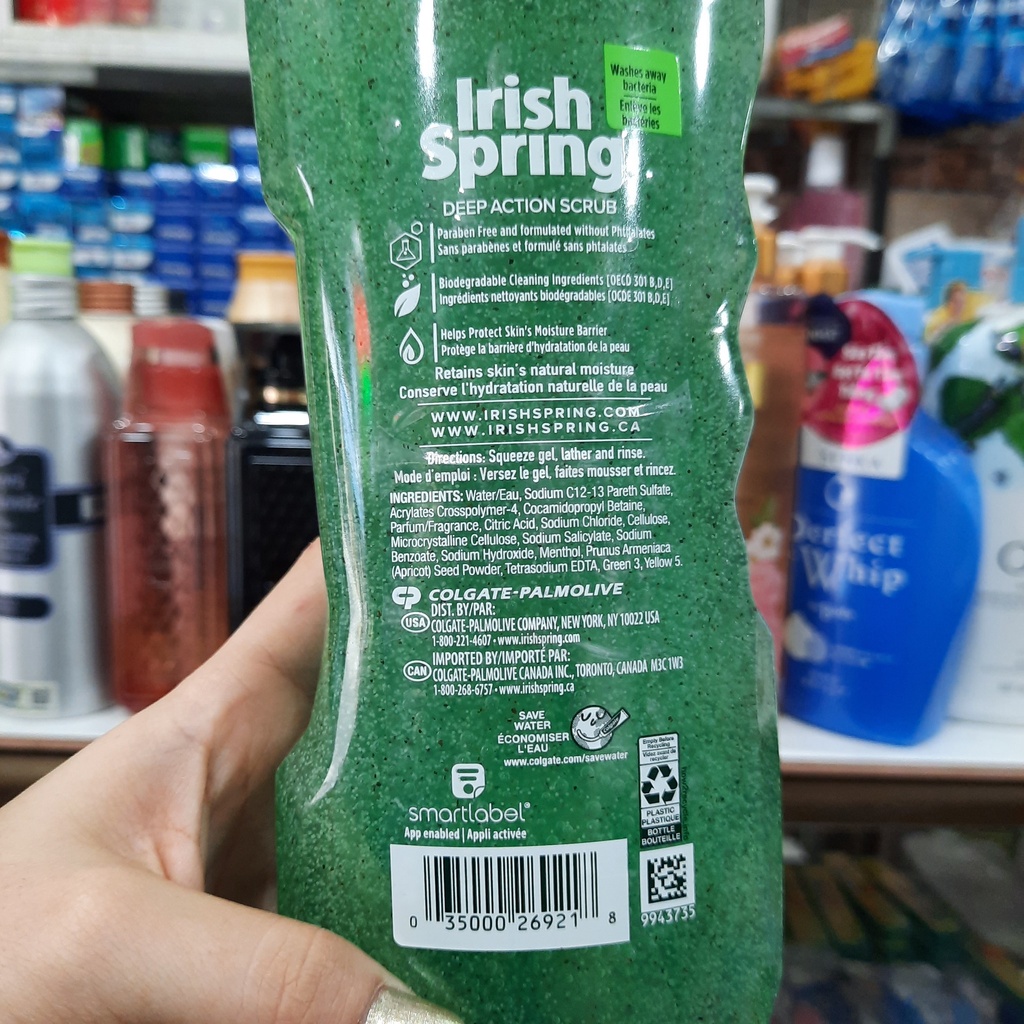 Irish
Spring
Washes away
bacteria
Enlève les
bactéries
DEEP ACTION SCRUB
Paraben Free and formulated without Phthalates
Sans parabènes et formulé sans phtalates
Biodegradable Cleaning Ingredients [OECD 301 B,D,E]
Ingrédients nettoyants biodégradables [OCDE 301 B,D,E]
Helps Protect Skin's Moisture Barrier
Protège la barrière d'hydratation de la peau
Retains skin's natural moisture
Conserve l'hydratation naturelle de la peau
WWW.IRISHSPRING.COM
WWW.IRISHSPRING.CA
Directions: Squeeze gel, lather and rinse.
Mode d'emploi : Versez le gel, faites mousser et rincez.
INGREDIENTS: Water/Eau, Sodium C12-13 Pareth Sulfate,
Acrylates Crosspolymer-4, Cocamidopropyl Betaine,
Parfum/Fragrance, Citric Acid, Sodium Chloride, Cellulose,
Microcrystalline Cellulose, Sodium Salicylate, Sodium
Benzoate, Sodium Hydroxide, Menthol, Prunus Armeniaca
(Apricot) Seed Powder, Tetrasodium EDTA, Green 3, Yellow 5.
CP COLGATE-PALMOLIVE
DIST. BY/PAR:
USA COLGATE-PALMOLIVE COMPANY, NEW YORK, NY 10022 USA
1-800-221-4607 • www.irishspring.com
IMPORTED BY/IMPORTÉ PAR:
CAN COLGATE-PALMOLIVE CANADA INC., TORONTO, CANADA M3C 1W3
1-800-268-6757 • www.irishspring.ca
SAVE
WATER
ÉCONOMISER
L'EAU
www.colgate.com/savewater
Empty Before
Recycling
Videz avant de
recycler
PLASTIC
PLASTIQUE
BOTTLE
BOUTEILLE
smartlabel®
App enabled | Appli activée
0 35000 26921 8
9943735
Perfect
Whip